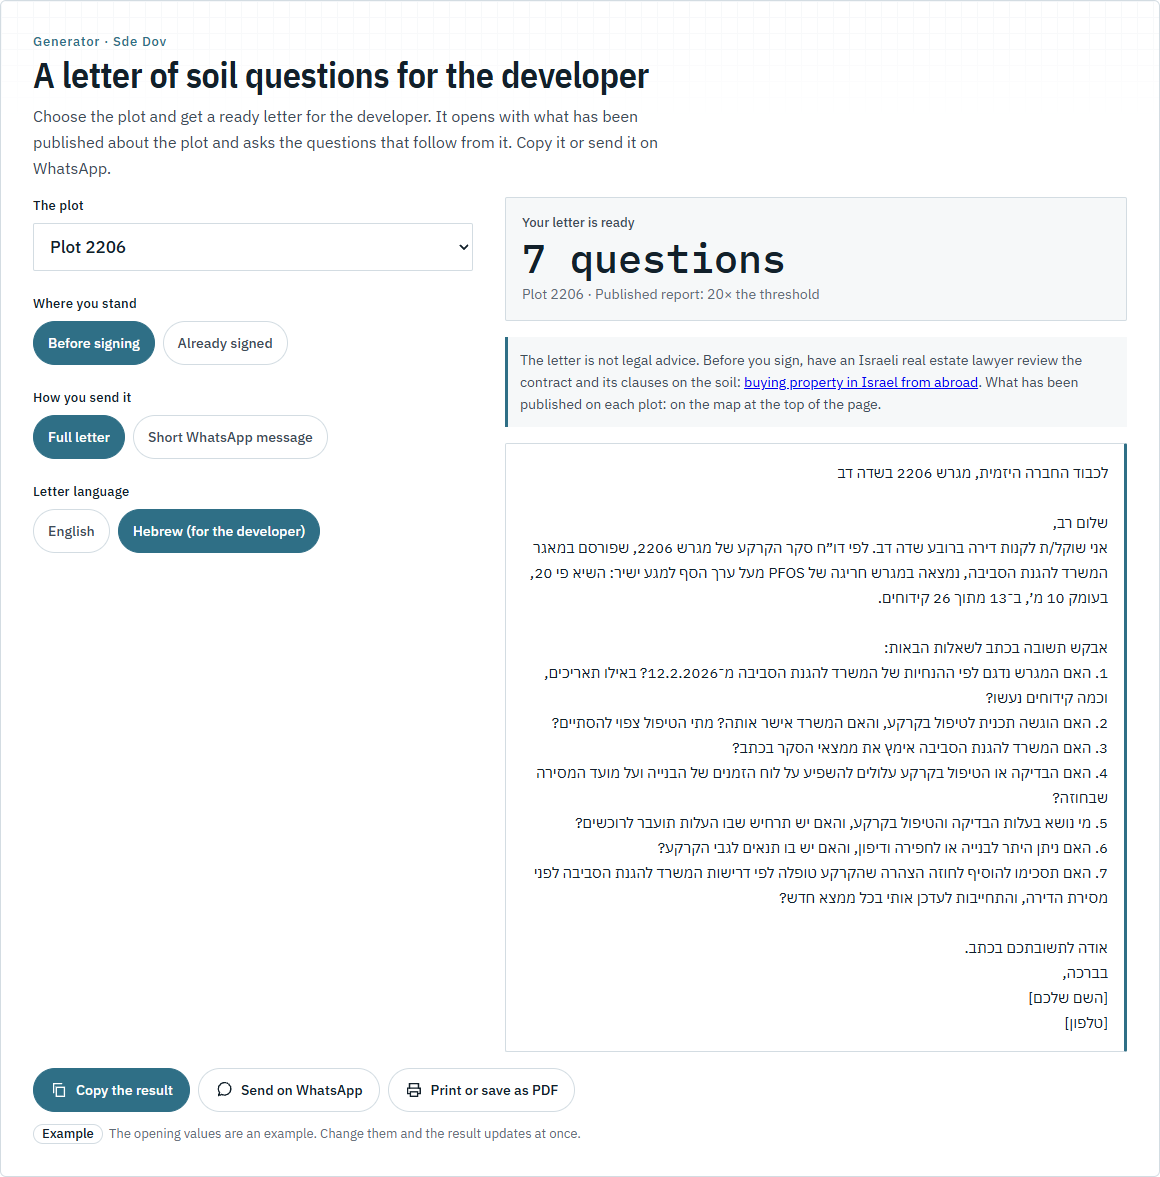 Generator · Sde Dov
A letter of soil questions for the developer
Choose the plot and get a ready letter for the developer. It opens with what has been
published about the plot and asks the questions that follow from it. Copy it or send it on
WhatsApp.
The plot
Plot 2206
Where you stand
Before signing
Already signed
How you send it
Full letter
Short WhatsApp message
Letter language
English
Hebrew (for the developer)
Your letter is ready
7 questions
Plot 2206 · Published report: 20× the threshold
The letter is not legal advice. Before you sign, have an Israeli real estate lawyer review the
contract and its clauses on the soil: buying property in Israel from abroad. What has been
published on each plot: on the map at the top of the page.
לכבוד החברה היזמית, מגרש 2206 בשדה דב
שלום רב,
אני שוקל/ת לקנות דירה ברובע שדה דב. לפי דו״ח סקר הקרקע של מגרש 2206, שפורסם במאגר
המשרד להגנת הסביבה, נמצאה במגרש חריגה של PFOS מעל ערך הסף למגע ישיר: השיא פי 20,
בעומק 10 מ׳, ב־13 מתוך 26 קידוחים.
אבקש תשובה בכתב לשאלות הבאות:
1. האם המגרש נדגם לפי ההנחיות של המשרד להגנת הסביבה מ־12.2.2026? באילו תאריכים,
וכמה קידוחים נעשו?
2. האם הוגשה תכנית לטיפול בקרקע, והאם המשרד אישר אותה? מתי הטיפול צפוי להסתיים?
3. האם המשרד להגנת הסביבה אימץ את ממצאי הסקר בכתב?
4. האם הבדיקה או הטיפול בקרקע עלולים להשפיע על לוח הזמנים של הבנייה ועל מועד המסירה
שבחוזה?
5. מי נושא בעלות הבדיקה והטיפול בקרקע, והאם יש תרחיש שבו העלות תועבר לרוכשים?
6. האם ניתן היתר לבנייה או לחפירה ודיפון, והאם יש בו תנאים לגבי הקרקע?
7. האם תסכימו להוסיף לחוזה הצהרה שהקרקע טופלה לפי דרישות המשרד להגנת הסביבה לפני
מסירת הדירה, והתחייבות לעדכן אותי בכל ממצא חדש?
אודה לתשובתכם בכתב.
בברכה,
[השם שלכם]
[טלפון]
Copy the result
Send on WhatsApp
Print or save as PDF
Example The opening values are an example. Change them and the result updates at once.